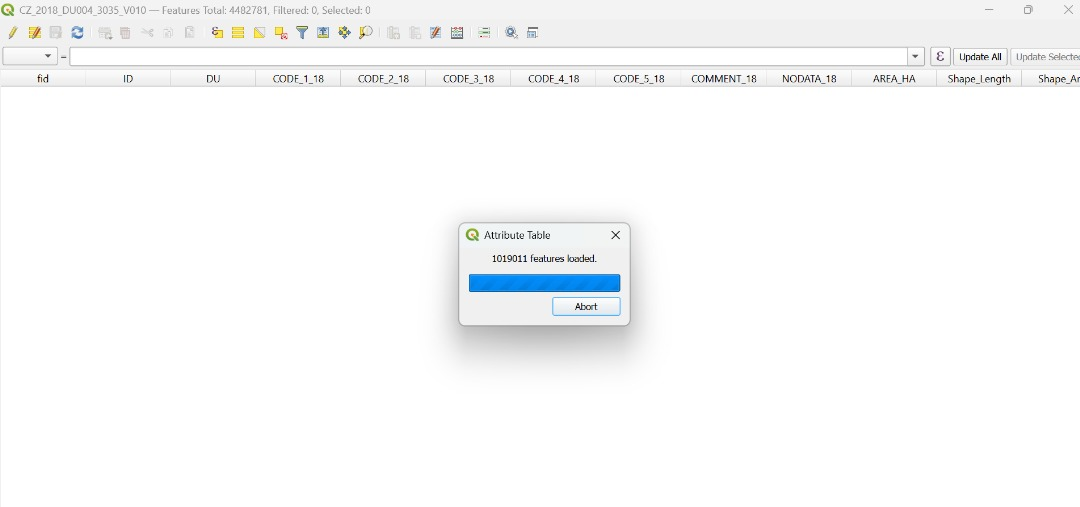 CZ_2018_DU004_3035_V010 — Features Total: 4482781, Filtered: 0, Selected: 0
= ε Update All Update Selected
fid ID DU CODE_1_18 CODE_2_18 CODE_3_18 CODE_4_18 CODE_5_18 COMMENT_18 NODATA_18 AREA_HA Shape_Length Shape_Ar
Attribute Table
1019011 features loaded.
Abort